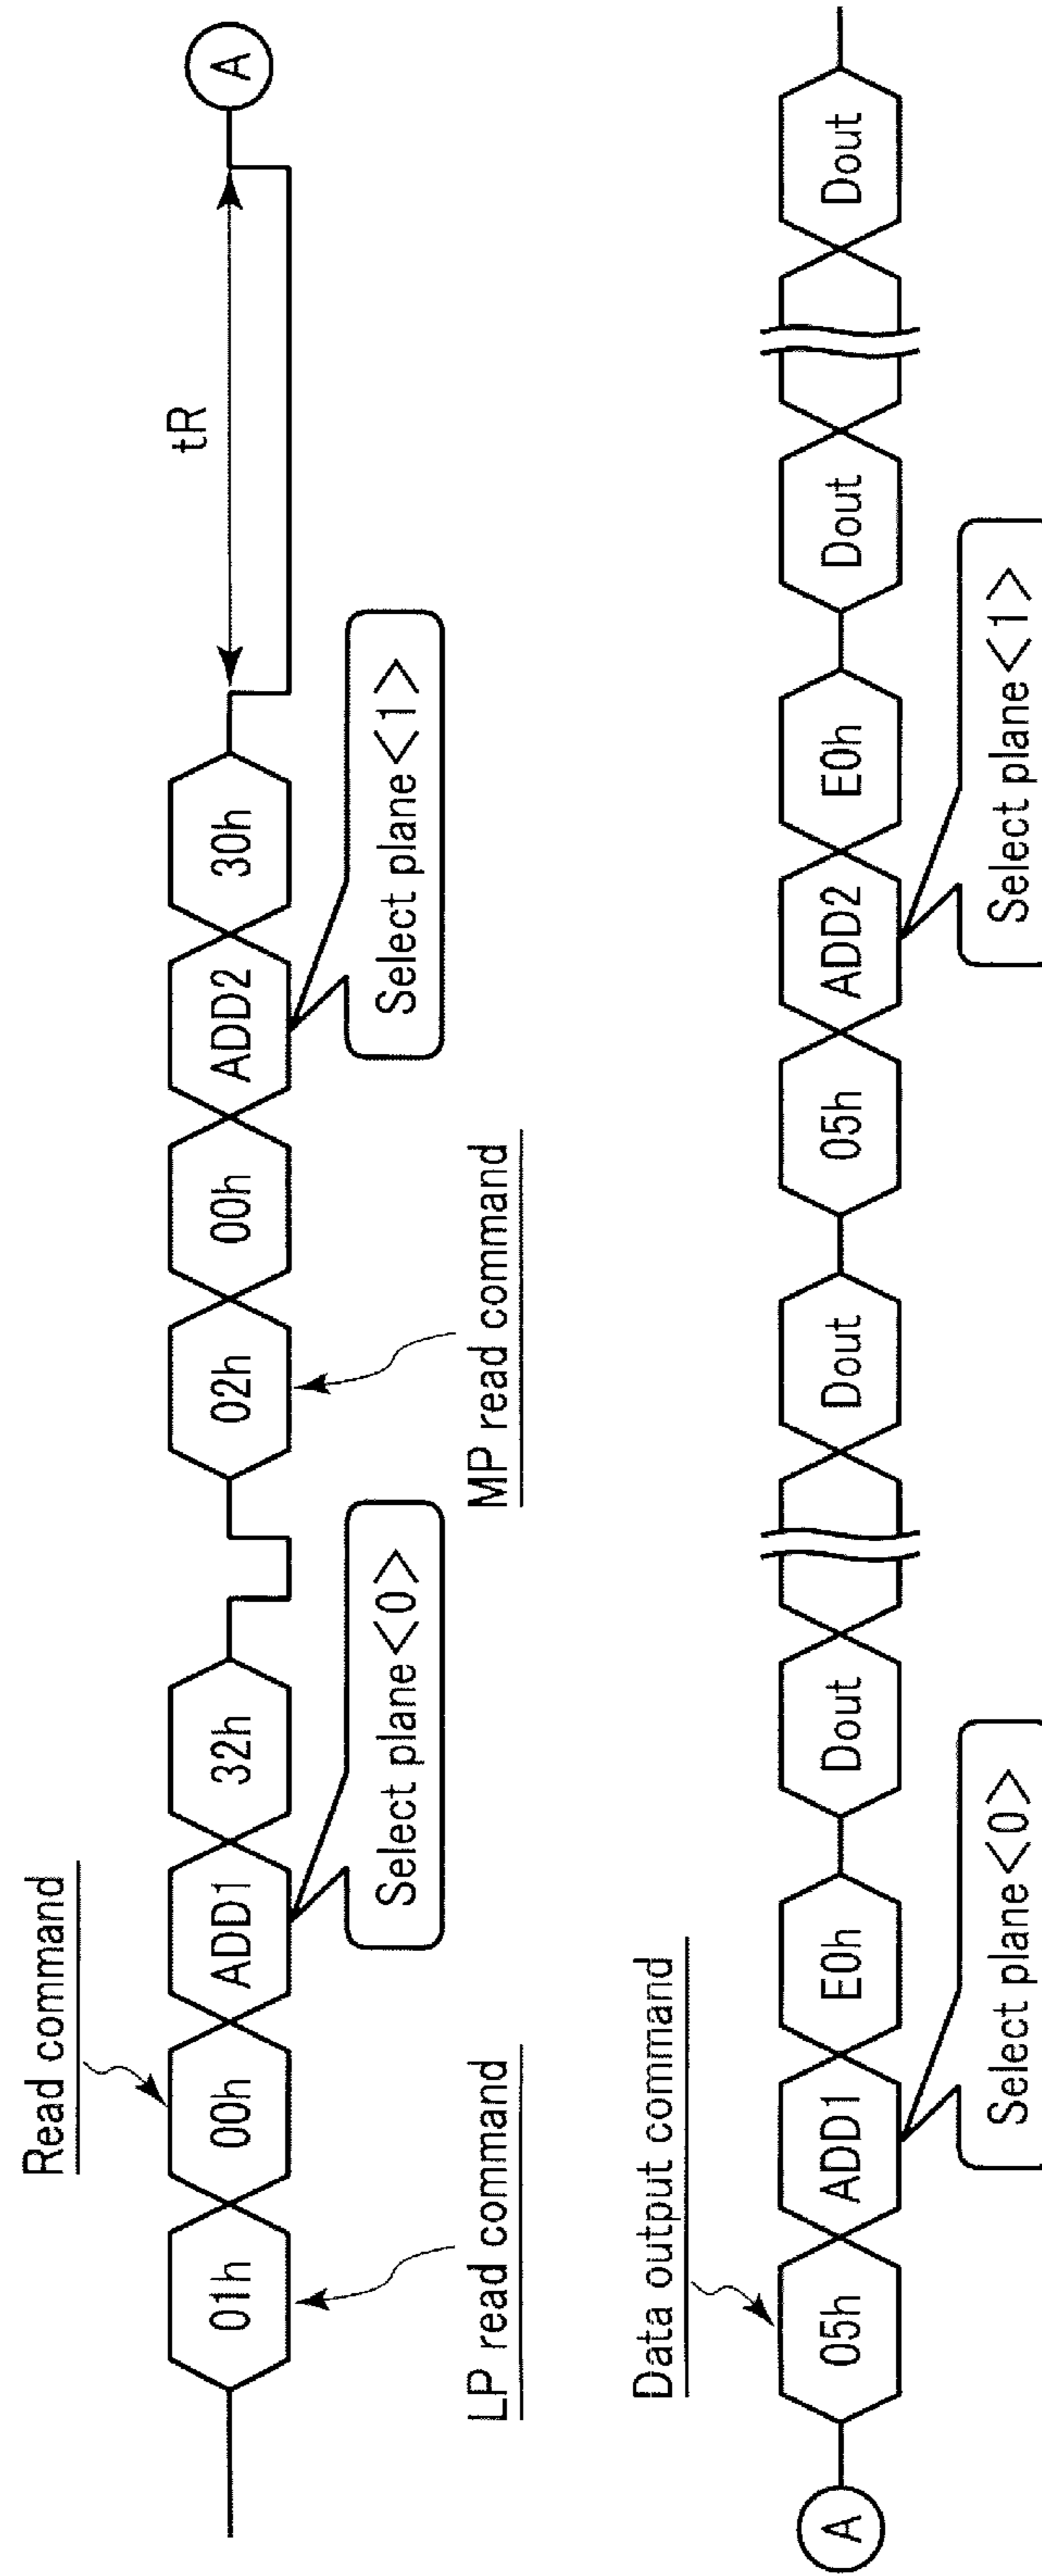 Read command
01h 00h ADD1 32h 02h 00h ADD2 30h tR A
LP read command
Select plane<0>
MP read command
Select plane<1>
Data output command
A 05h ADD1 E0h Dout Dout 05h ADD2 E0h Dout Dout
Select plane<0>
Select plane<1>